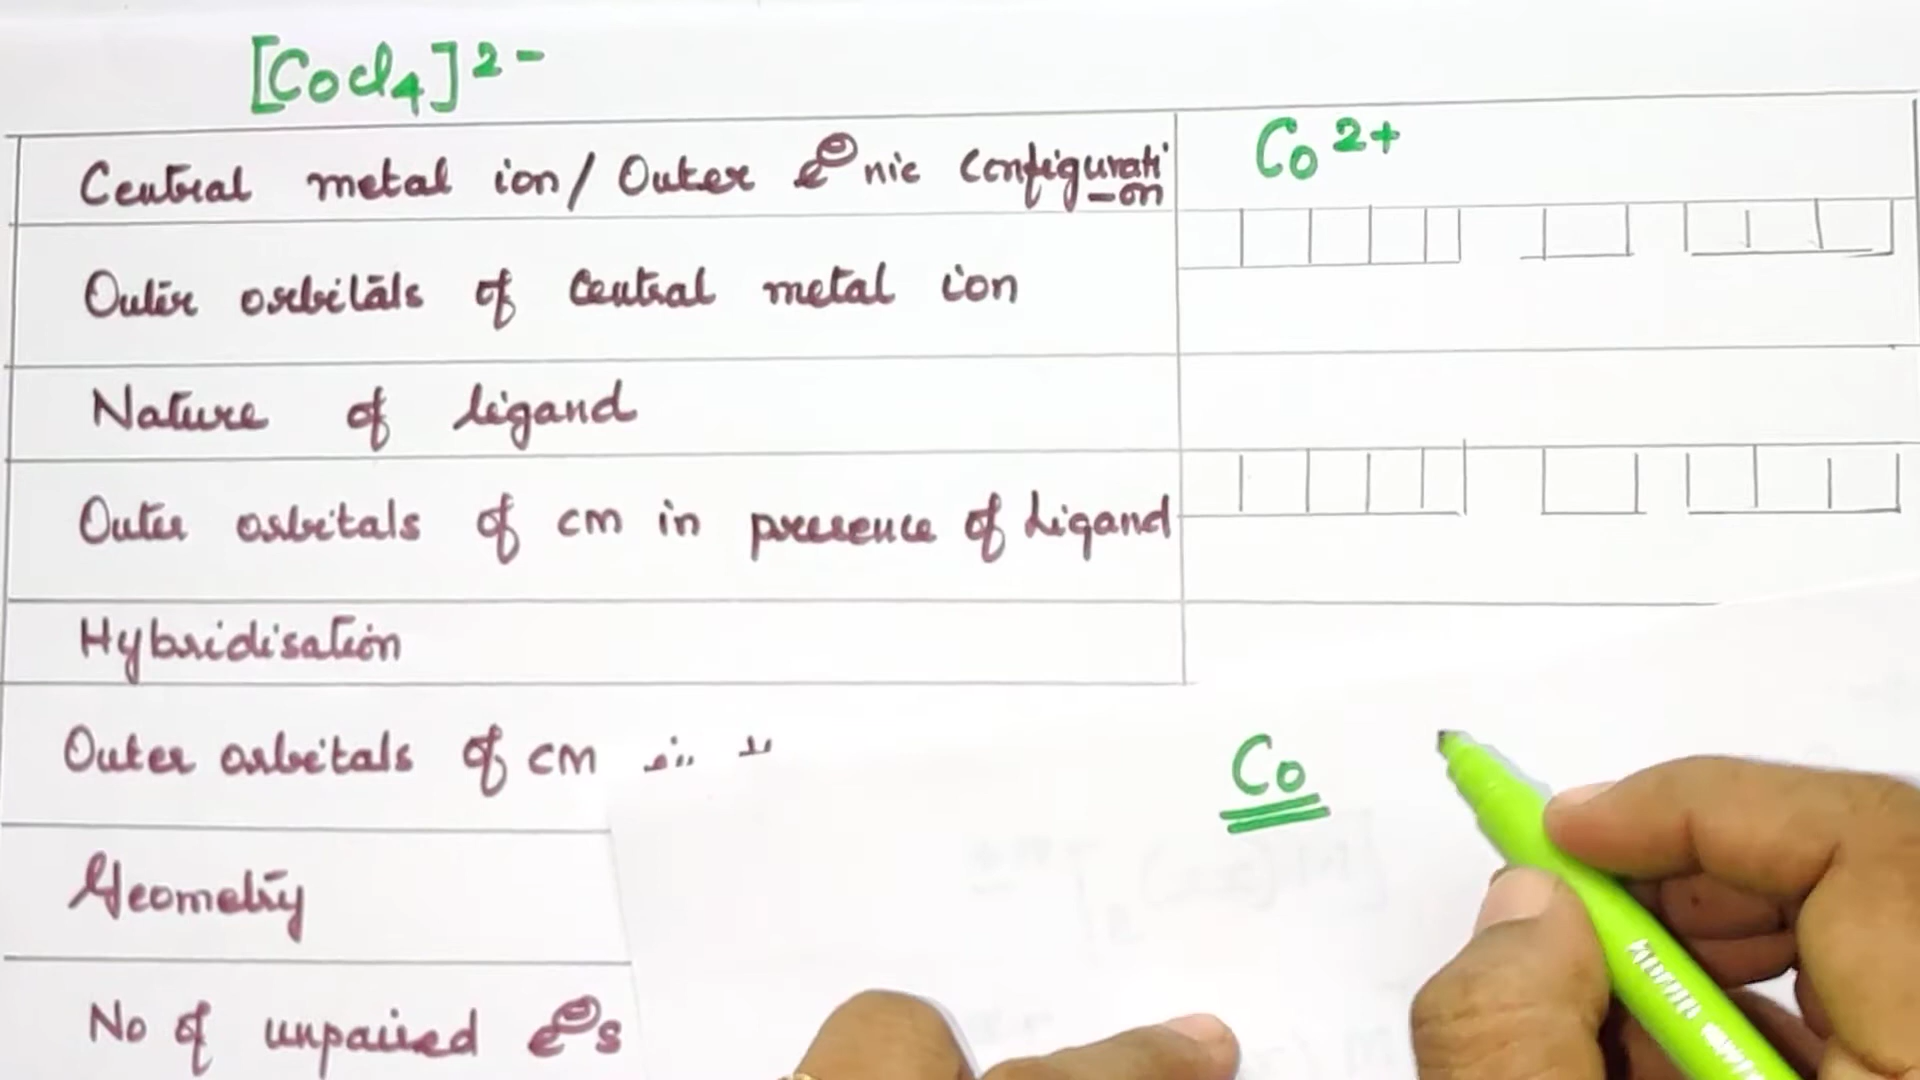 [CoCl4]2-
Central metal ion/ Outer e⊖nic configurati
-on
Co2+
Outer orbitals of Central metal ion
Nature of ligand
Outer orbitals of CM in presence of Ligand
Hybridisation
Outer orbitals of CM in
Co
Geometry
No of unpaired e⊖s